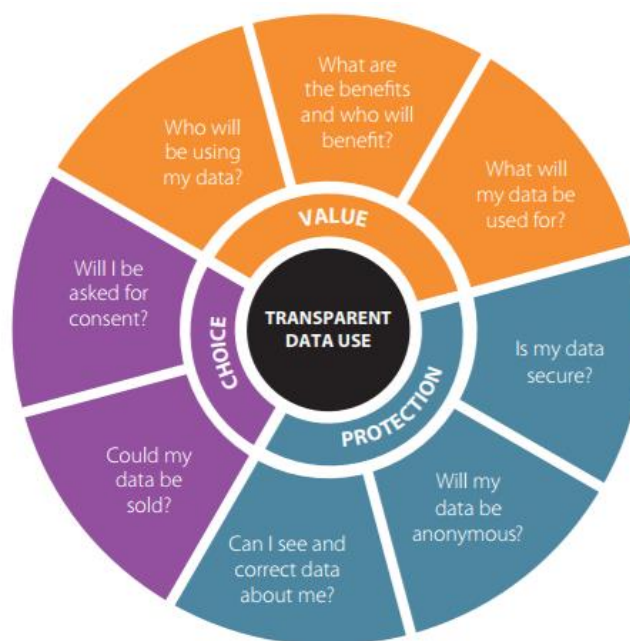 What are
the benefits
and who will
benefit?
Who will
be using
my data?
What will
my data be
used for?
VALUE
Will I be
asked for
consent?
TRANSPARENT
DATA USE
CHOICE
Is my data
secure?
PROTECTION
Could my
data be
sold?
Will my
data be
anonymous?
Can I see and
correct data
about me?